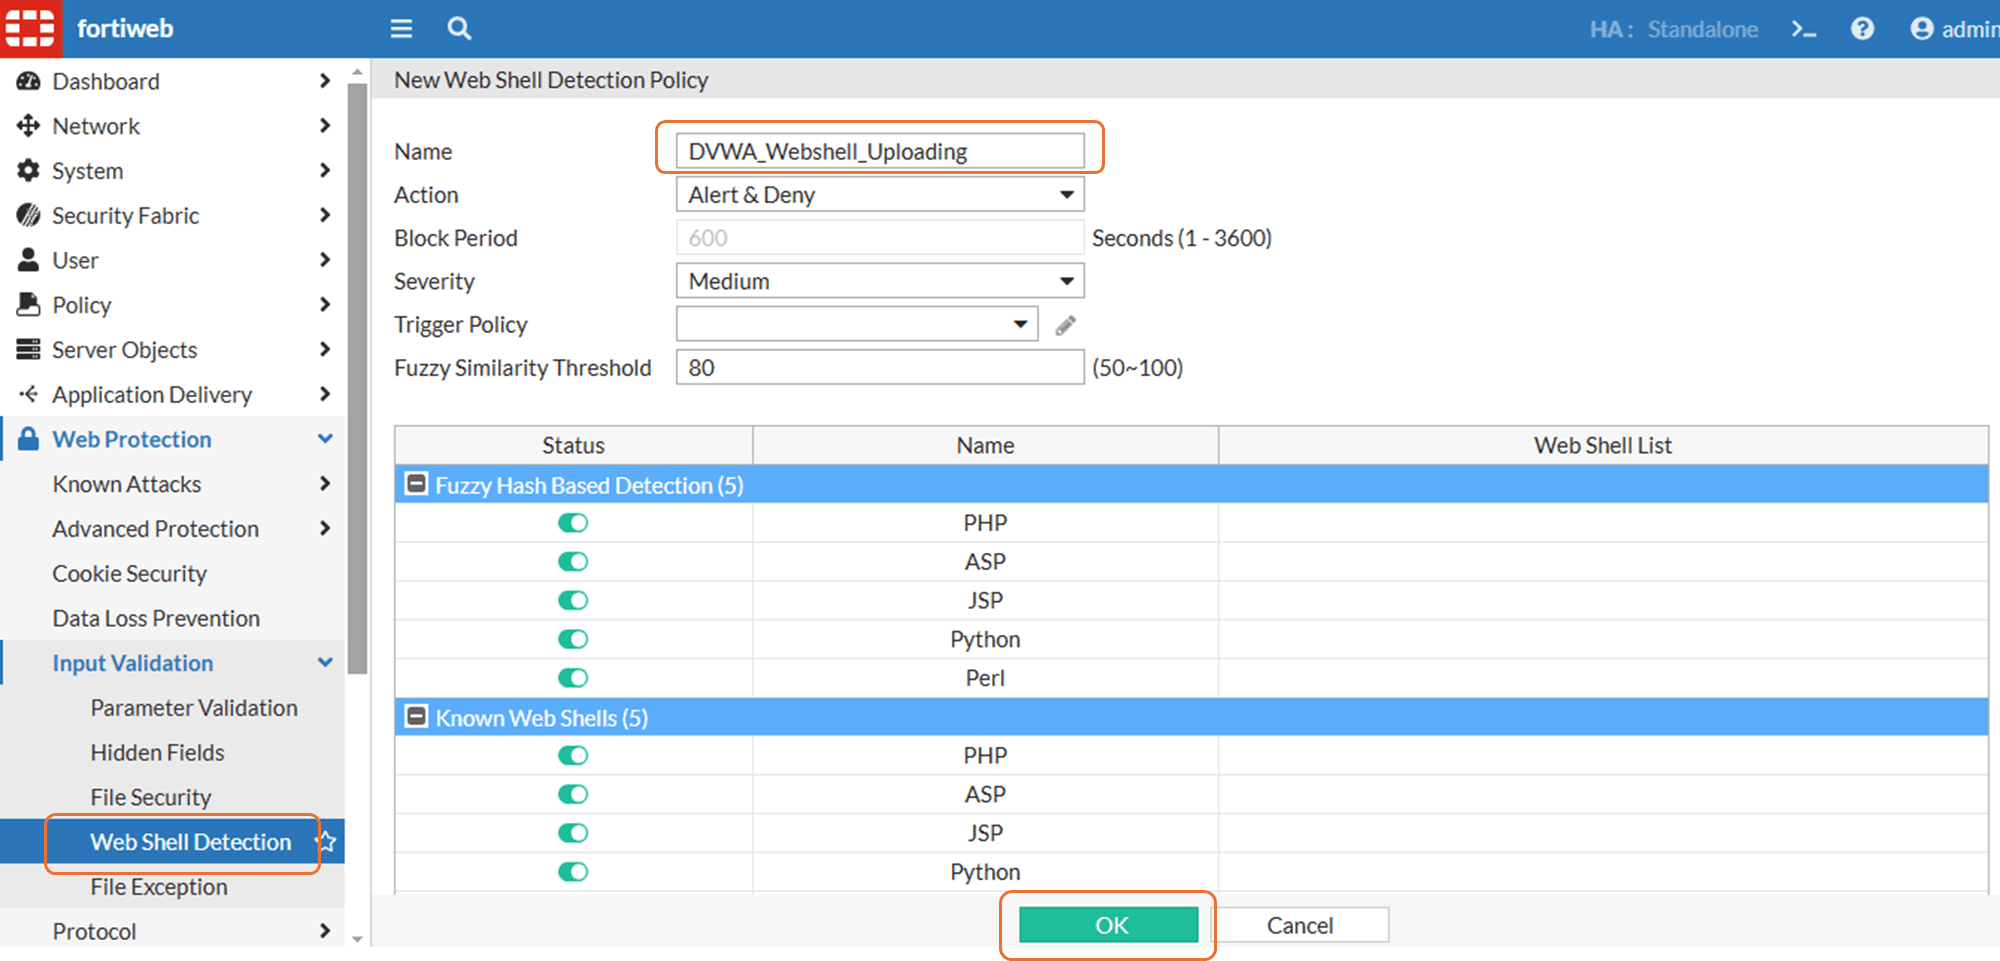 fortiweb
HA: Standalone
admin
Dashboard
Network
System
Security Fabric
User
Policy
Server Objects
Application Delivery
Web Protection
Known Attacks
Advanced Protection
Cookie Security
Data Loss Prevention
Input Validation
Parameter Validation
Hidden Fields
File Security
Web Shell Detection
File Exception
Protocol
New Web Shell Detection Policy
Name DVWA_Webshell_Uploading
Action Alert & Deny
Block Period 600 Seconds (1 - 3600)
Severity Medium
Trigger Policy
Fuzzy Similarity Threshold 80 (50~100)
Status Name Web Shell List
Fuzzy Hash Based Detection (5)
PHP
ASP
JSP
Python
Perl
Known Web Shells (5)
PHP
ASP
JSP
Python
OK Cancel